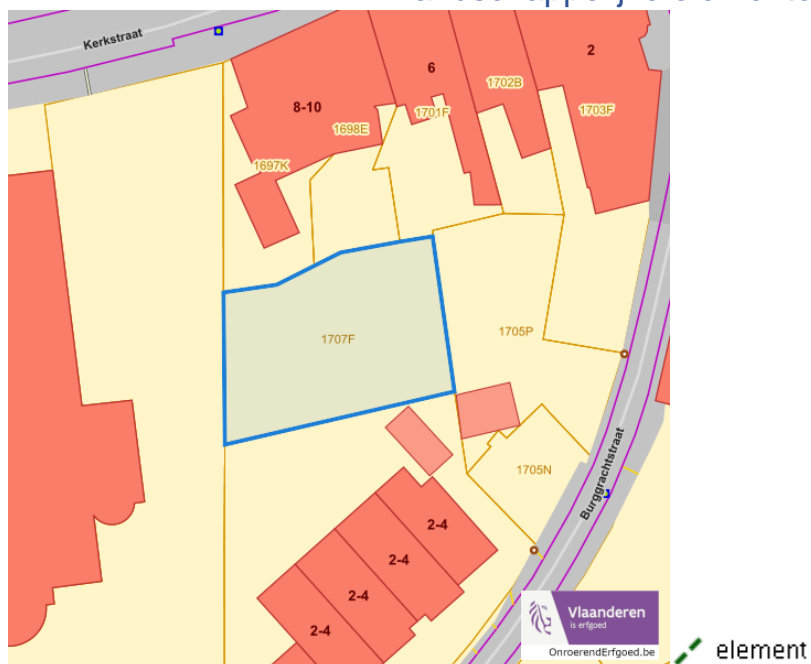 Kerkstraat
2
6
1702B
8-10
1701F
1703F
1698E
1697K
1707F
1705P
1705N
Burggrachtstraat
2-4
2-4
2-4
2-4
Vlaanderen
is erfgoed
OnroerendErfgoed.be
element